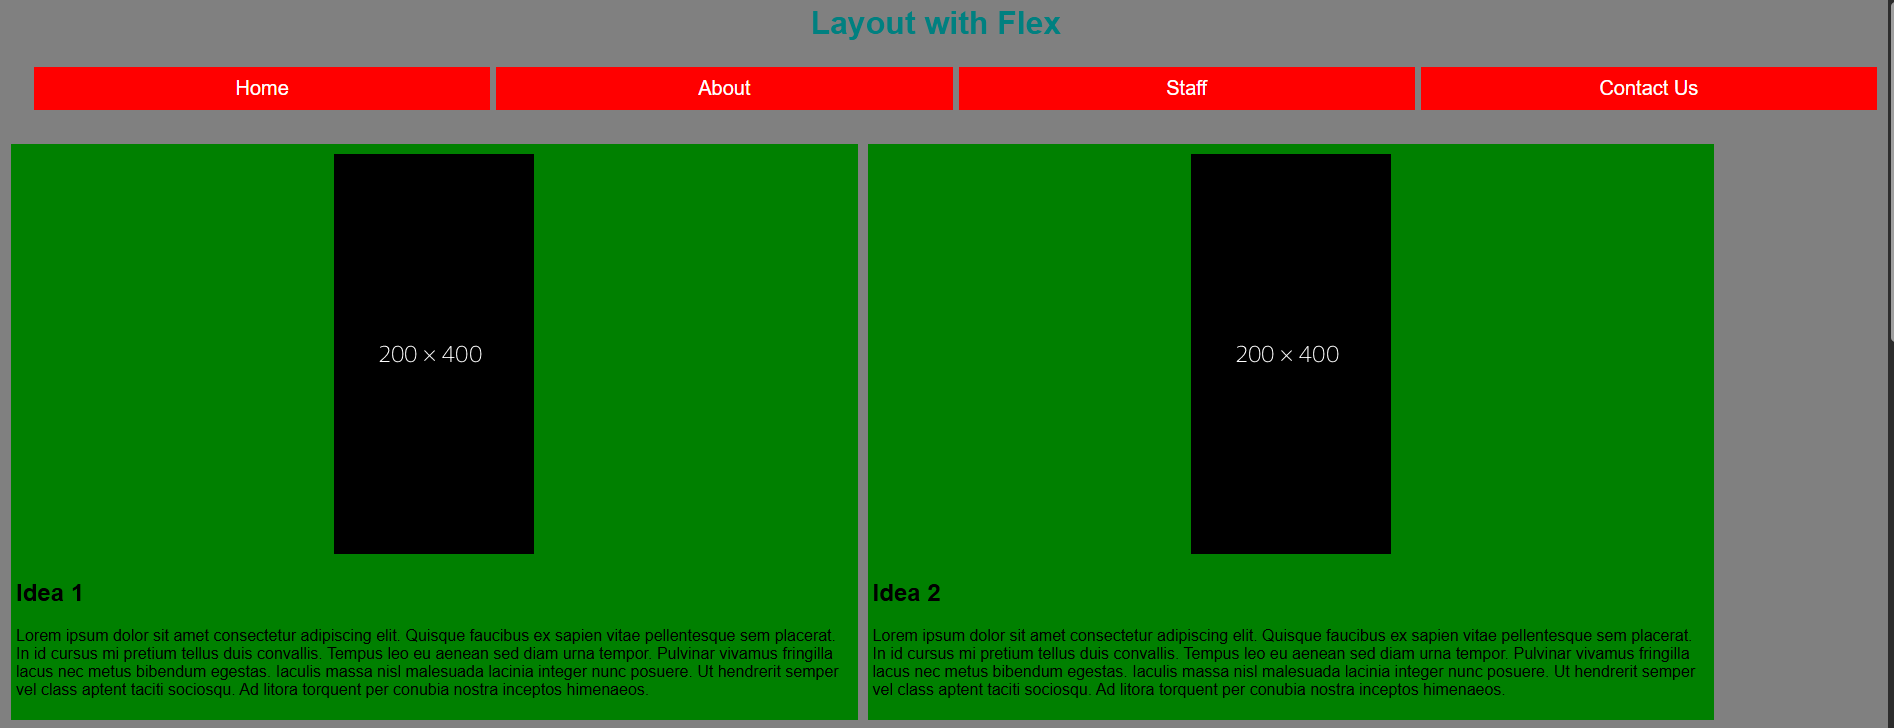 Layout with Flex
Home
About
Staff
Contact Us
200 × 400
Idea 1
Lorem ipsum dolor sit amet consectetur adipiscing elit. Quisque faucibus ex sapien vitae pellentesque sem placerat.
In id cursus mi pretium tellus duis convallis. Tempus leo eu aenean sed diam urna tempor. Pulvinar vivamus fringilla
lacus nec metus bibendum egestas. Iaculis massa nisl malesuada lacinia integer nunc posuere. Ut hendrerit semper
vel class aptent taciti sociosqu. Ad litora torquent per conubia nostra inceptos himenaeos.
200 × 400
Idea 2
Lorem ipsum dolor sit amet consectetur adipiscing elit. Quisque faucibus ex sapien vitae pellentesque sem placerat.
In id cursus mi pretium tellus duis convallis. Tempus leo eu aenean sed diam urna tempor. Pulvinar vivamus fringilla
lacus nec metus bibendum egestas. Iaculis massa nisl malesuada lacinia integer nunc posuere. Ut hendrerit semper
vel class aptent taciti sociosqu. Ad litora torquent per conubia nostra inceptos himenaeos.